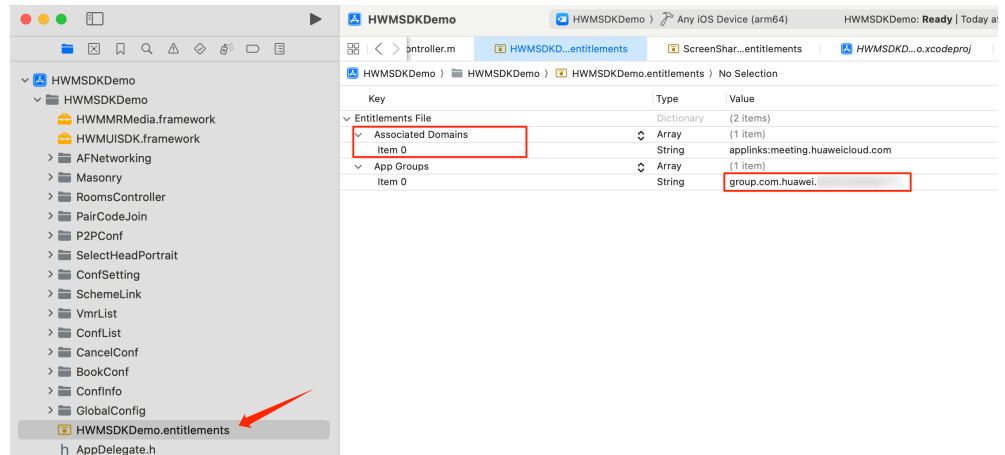 HWMSDKDemo
HWMSDKDemo 〉 Any iOS Device (arm64)
HWMSDKDemo: Ready | Today at
ontroller.m
HWMSDKD...entitlements
ScreenShar...entitlements
HWMSDKD...o.xcodeproj
HWMSDKDemo 〉 HWMSDKDemo 〉 HWMSDKDemo.entitlements 〉 No Selection
HWMSDKDemo
HWMSDKDemo
HWMMRMedia.framework
HWMUISDK.framework
AFNetworking
Masonry
RoomsController
PairCodeJoin
P2PConf
SelectHeadPortrait
ConfSetting
SchemeLink
VmrList
ConfList
CancelConf
BookConf
ConfInfo
GlobalConfig
HWMSDKDemo.entitlements
h AppDelegate.h
Key Type Value
Entitlements File Dictionary (2 items)
Associated Domains Array (1 item)
Item 0 String applinks:meeting.huaweicloud.com
App Groups Array (1 item)
Item 0 String group.com.huawei.